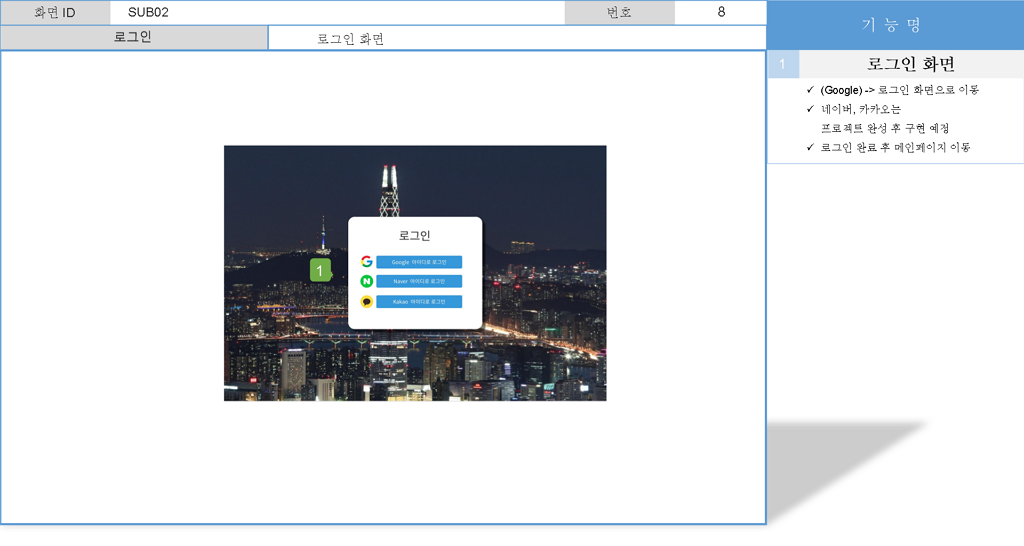 화면 ID
SUB02
번호
8
로그인
로그인 화면
기 능 명
1
로그인 화면
✓ (Google) -> 로그인 화면으로 이동
✓ 네이버, 카카오는
프로젝트 완성 후 구현 예정
✓ 로그인 완료 후 메인페이지 이동
로그인
1
Google 아이디로 로그인
N
Naver 아이디로 로그인
Kakao 아이디로 로그인